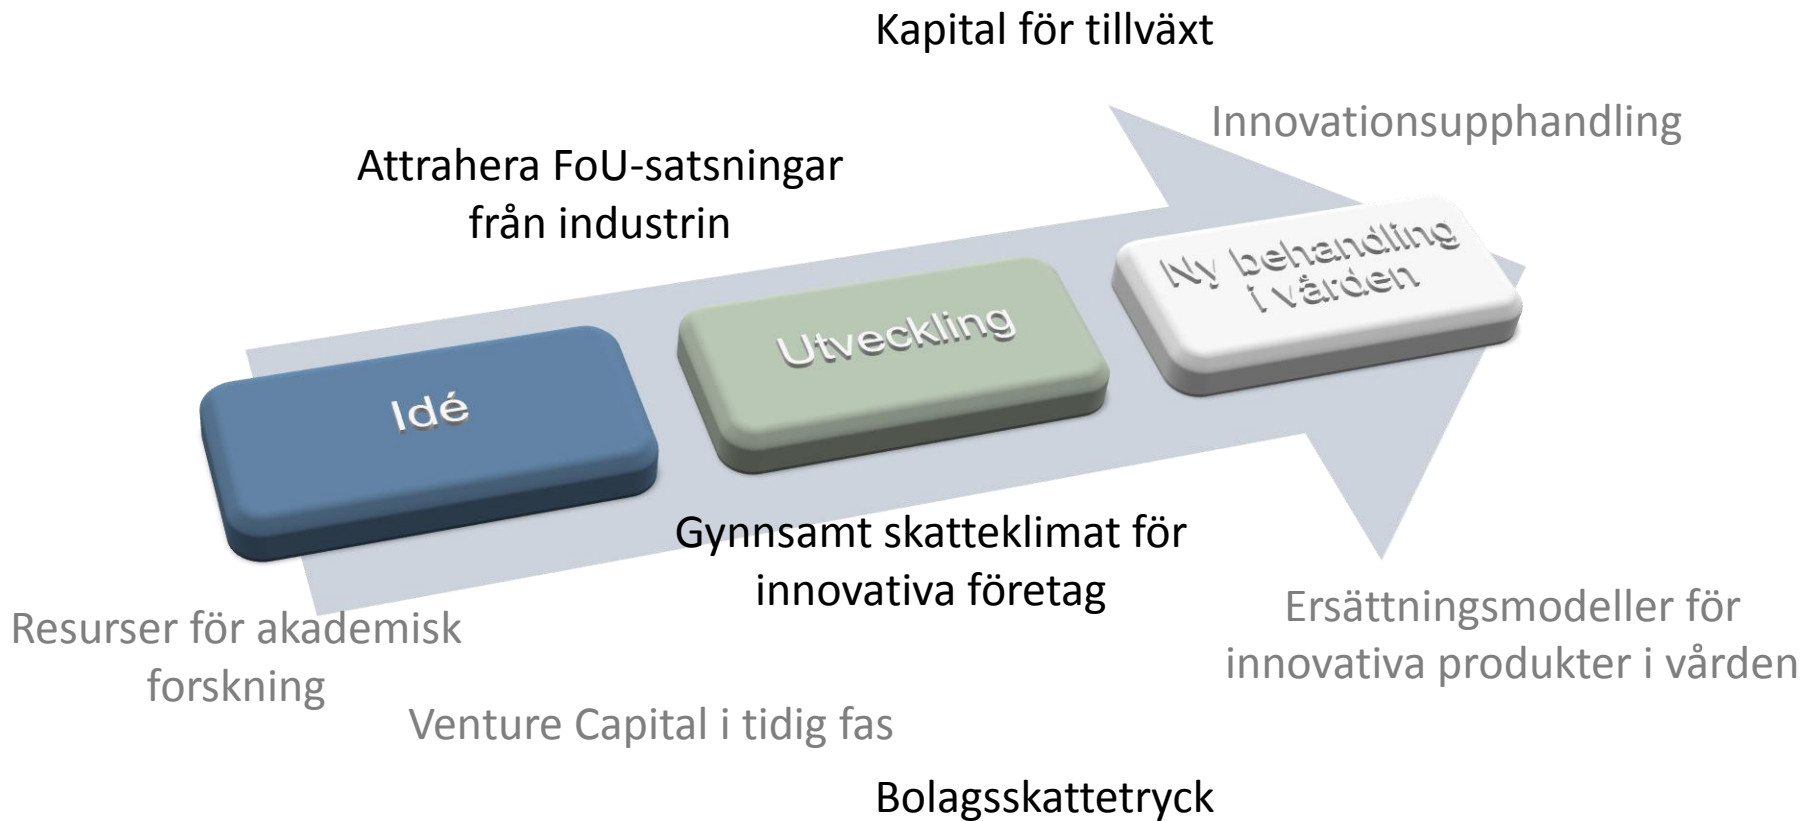 Kapital för tillväxt
Innovationsupphandling
Attrahera FoU-satsningar
från industrin
Ny behandling
i vården
Utveckling
Idé
Gynnsamt skatteklimat för
innovativa företag
Ersättningsmodeller för
innovativa produkter i vården
Resurser för akademisk
forskning
Venture Capital i tidig fas
Bolagsskattetryck